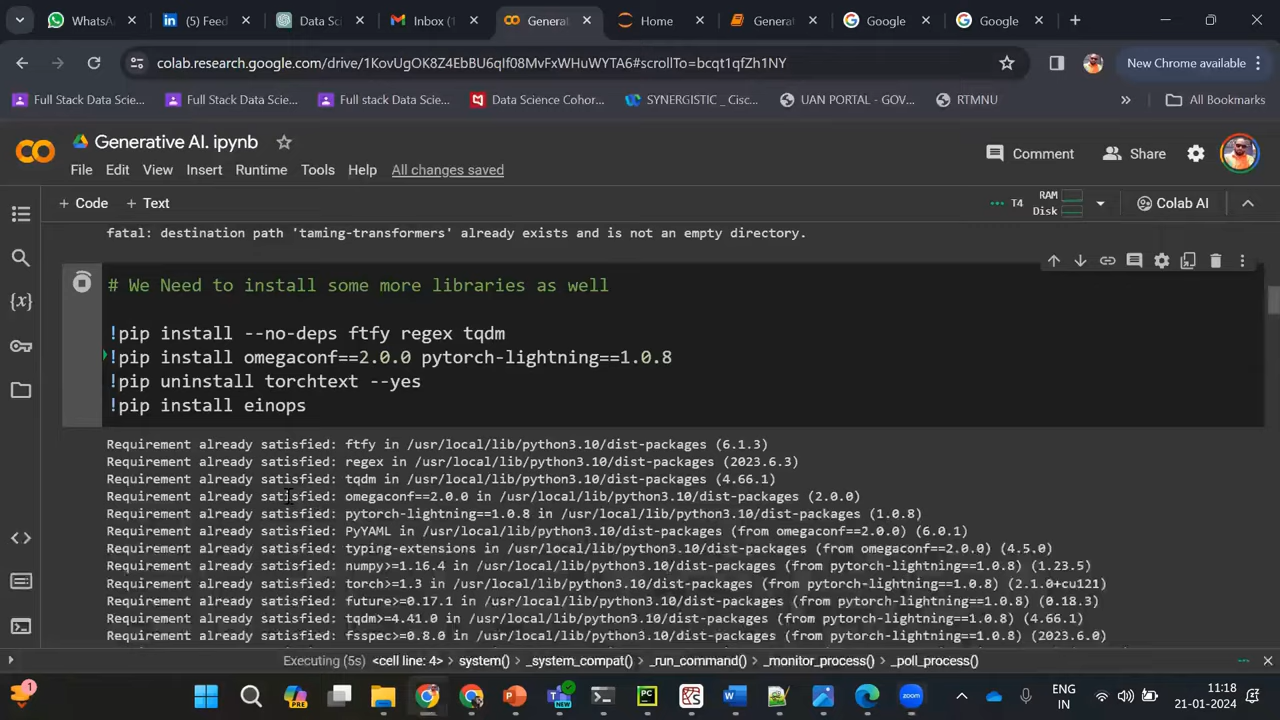 WhatsA
(5) Feed
Data Sci
Inbox (1
Generati
Home
Generat
Google
Google
colab.research.google.com/drive/1KovUgOK8Z4EbBU6qIf08MvFxWHuWYTA6#scrollTo=bcqt1qfZh1NY
New Chrome available
Full Stack Data Scie...
Full Stack Data Scie...
Full stack Data Scie...
Data Science Cohor...
SYNERGISTIC _ Cisc...
UAN PORTAL - GOV...
RTMNU
All Bookmarks
Generative AI. ipynb
Comment
Share
File Edit View Insert Runtime Tools Help All changes saved
+ Code + Text
T4
RAM
Disk
Colab AI
fatal: destination path 'taming-transformers' already exists and is not an empty directory.
# We Need to install some more libraries as well
!pip install --no-deps ftfy regex tqdm
!pip install omegaconf==2.0.0 pytorch-lightning==1.0.8
!pip uninstall torchtext --yes
!pip install einops
Requirement already satisfied: ftfy in /usr/local/lib/python3.10/dist-packages (6.1.3)
Requirement already satisfied: regex in /usr/local/lib/python3.10/dist-packages (2023.6.3)
Requirement already satisfied: tqdm in /usr/local/lib/python3.10/dist-packages (4.66.1)
Requirement already satisfied: omegaconf==2.0.0 in /usr/local/lib/python3.10/dist-packages (2.0.0)
Requirement already satisfied: pytorch-lightning==1.0.8 in /usr/local/lib/python3.10/dist-packages (1.0.8)
Requirement already satisfied: PyYAML in /usr/local/lib/python3.10/dist-packages (from omegaconf==2.0.0) (6.0.1)
Requirement already satisfied: typing-extensions in /usr/local/lib/python3.10/dist-packages (from omegaconf==2.0.0) (4.5.0)
Requirement already satisfied: numpy>=1.16.4 in /usr/local/lib/python3.10/dist-packages (from pytorch-lightning==1.0.8) (1.23.5)
Requirement already satisfied: torch>=1.3 in /usr/local/lib/python3.10/dist-packages (from pytorch-lightning==1.0.8) (2.1.0+cu121)
Requirement already satisfied: future>=0.17.1 in /usr/local/lib/python3.10/dist-packages (from pytorch-lightning==1.0.8) (0.18.3)
Requirement already satisfied: tqdm>=4.41.0 in /usr/local/lib/python3.10/dist-packages (from pytorch-lightning==1.0.8) (4.66.1)
Requirement already satisfied: fsspec>=0.8.0 in /usr/local/lib/python3.10/dist-packages (from pytorch-lightning==1.0.8) (2023.6.0)
Executing (5s) <cell line: 4> system() _system_compat() _run_command() _monitor_process() _poll_process()
1
PRE
NEW
PC
zoom
ENG
IN
11:18
21-01-2024